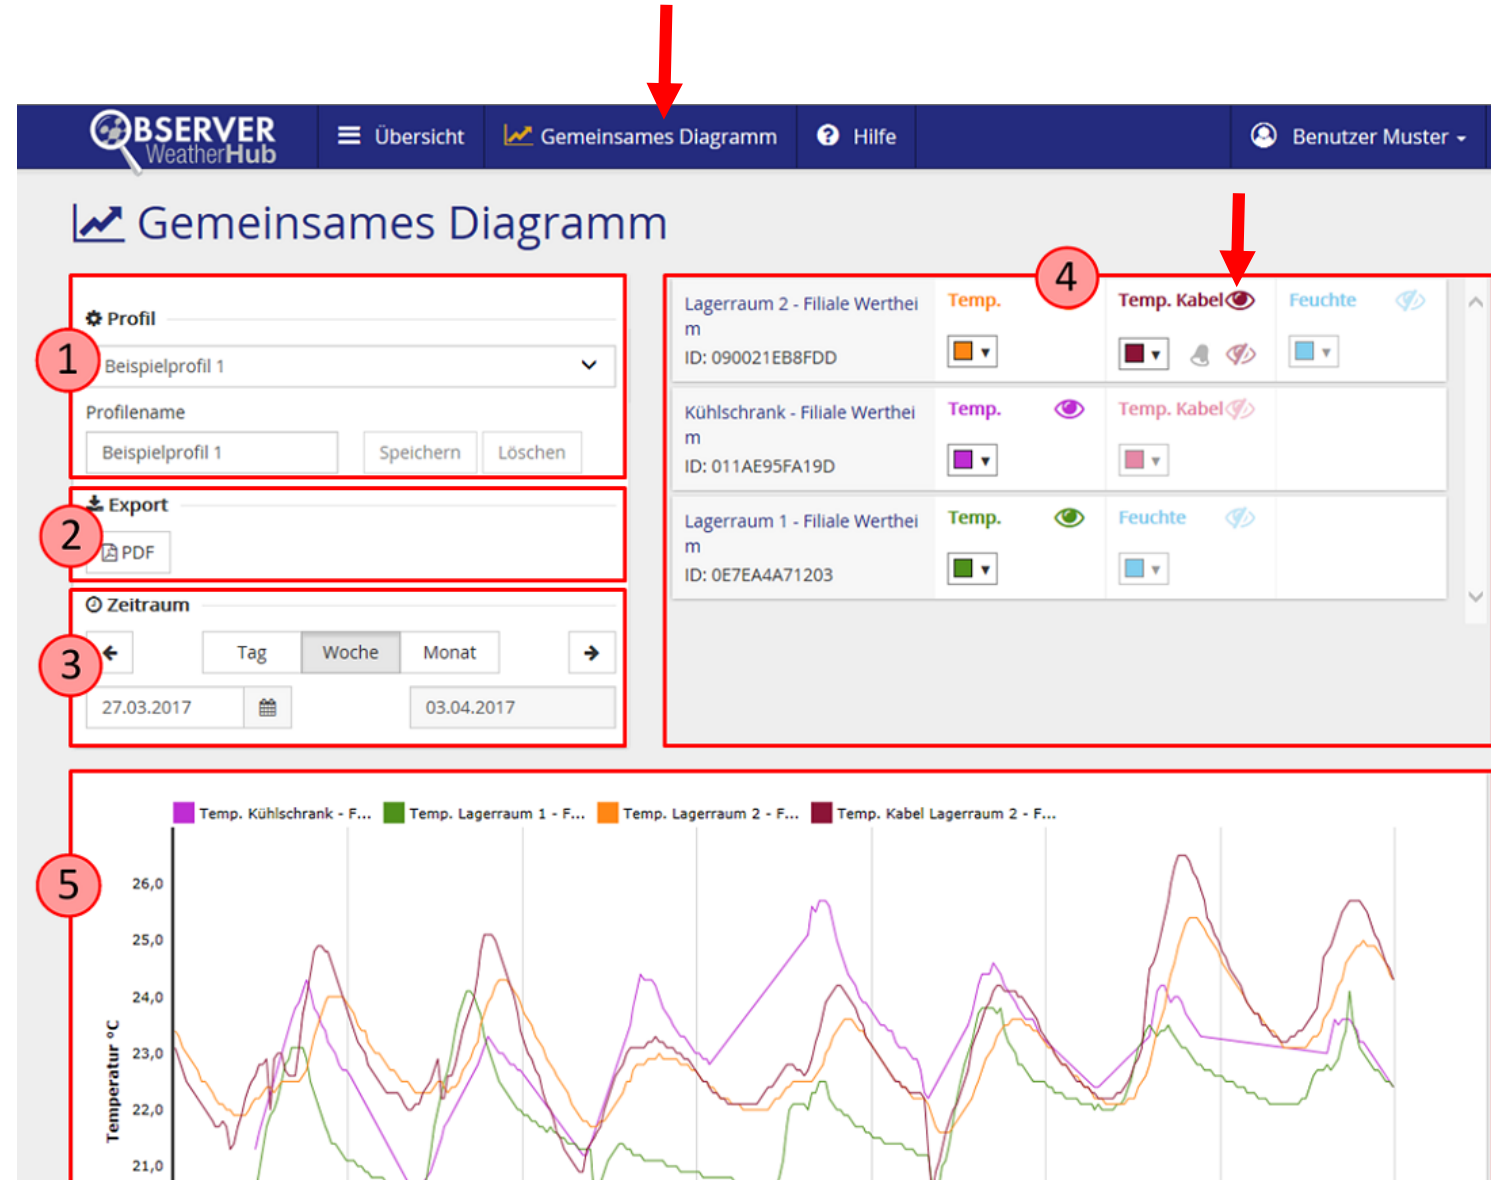 OBSERVER
WeatherHub
Übersicht
Gemeinsames Diagramm
Hilfe
Benutzer Muster
Gemeinsames Diagramm
1
Profil
Beispielprofil 1
Profilename
Beispielprofil 1
Speichern
Löschen
2
Export
PDF
3
Zeitraum
Tag
Woche
Monat
27.03.2017
03.04.2017
4
Lagerraum 2 - Filiale Werthei
m
ID: 090021EB8FDD
Temp.
Temp. Kabel
Feuchte
Kühlschrank - Filiale Werthei
m
ID: 011AE95FA19D
Temp.
Temp. Kabel
Lagerraum 1 - Filiale Werthei
m
ID: 0E7EA4A71203
Temp.
Feuchte
5
Temp. Kühlschrank - F...
Temp. Lagerraum 1 - F...
Temp. Lagerraum 2 - F...
Temp. Kabel Lagerraum 2 - F...
Temperatur °C
26,0
25,0
24,0
23,0
22,0
21,0